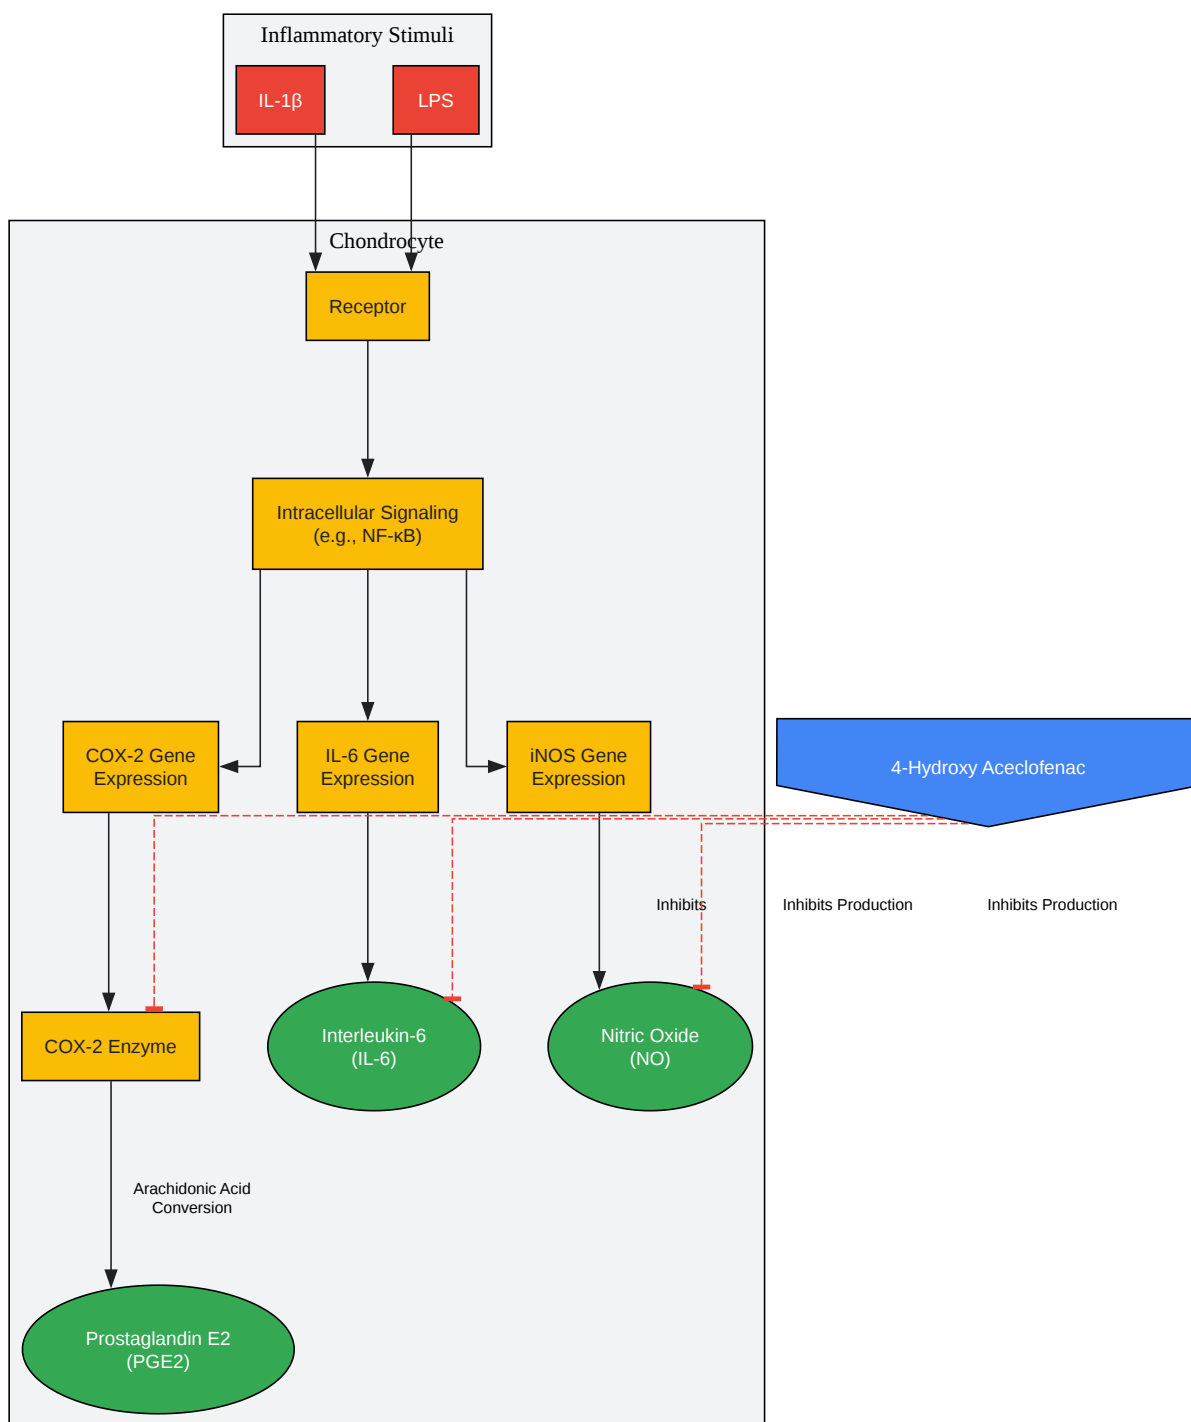 Inflammatory Stimuli
IL-1β
LPS
Chondrocyte
Receptor
Intracellular Signaling
(e.g., NF-κB)
COX-2 Gene
Expression
IL-6 Gene
Expression
iNOS Gene
Expression
4-Hydroxy Aceclofenac
Inhibits
Inhibits Production
Inhibits Production
COX-2 Enzyme
Interleukin-6
(IL-6)
Nitric Oxide
(NO)
Arachidonic Acid
Conversion
Prostaglandin E2
(PGE2)